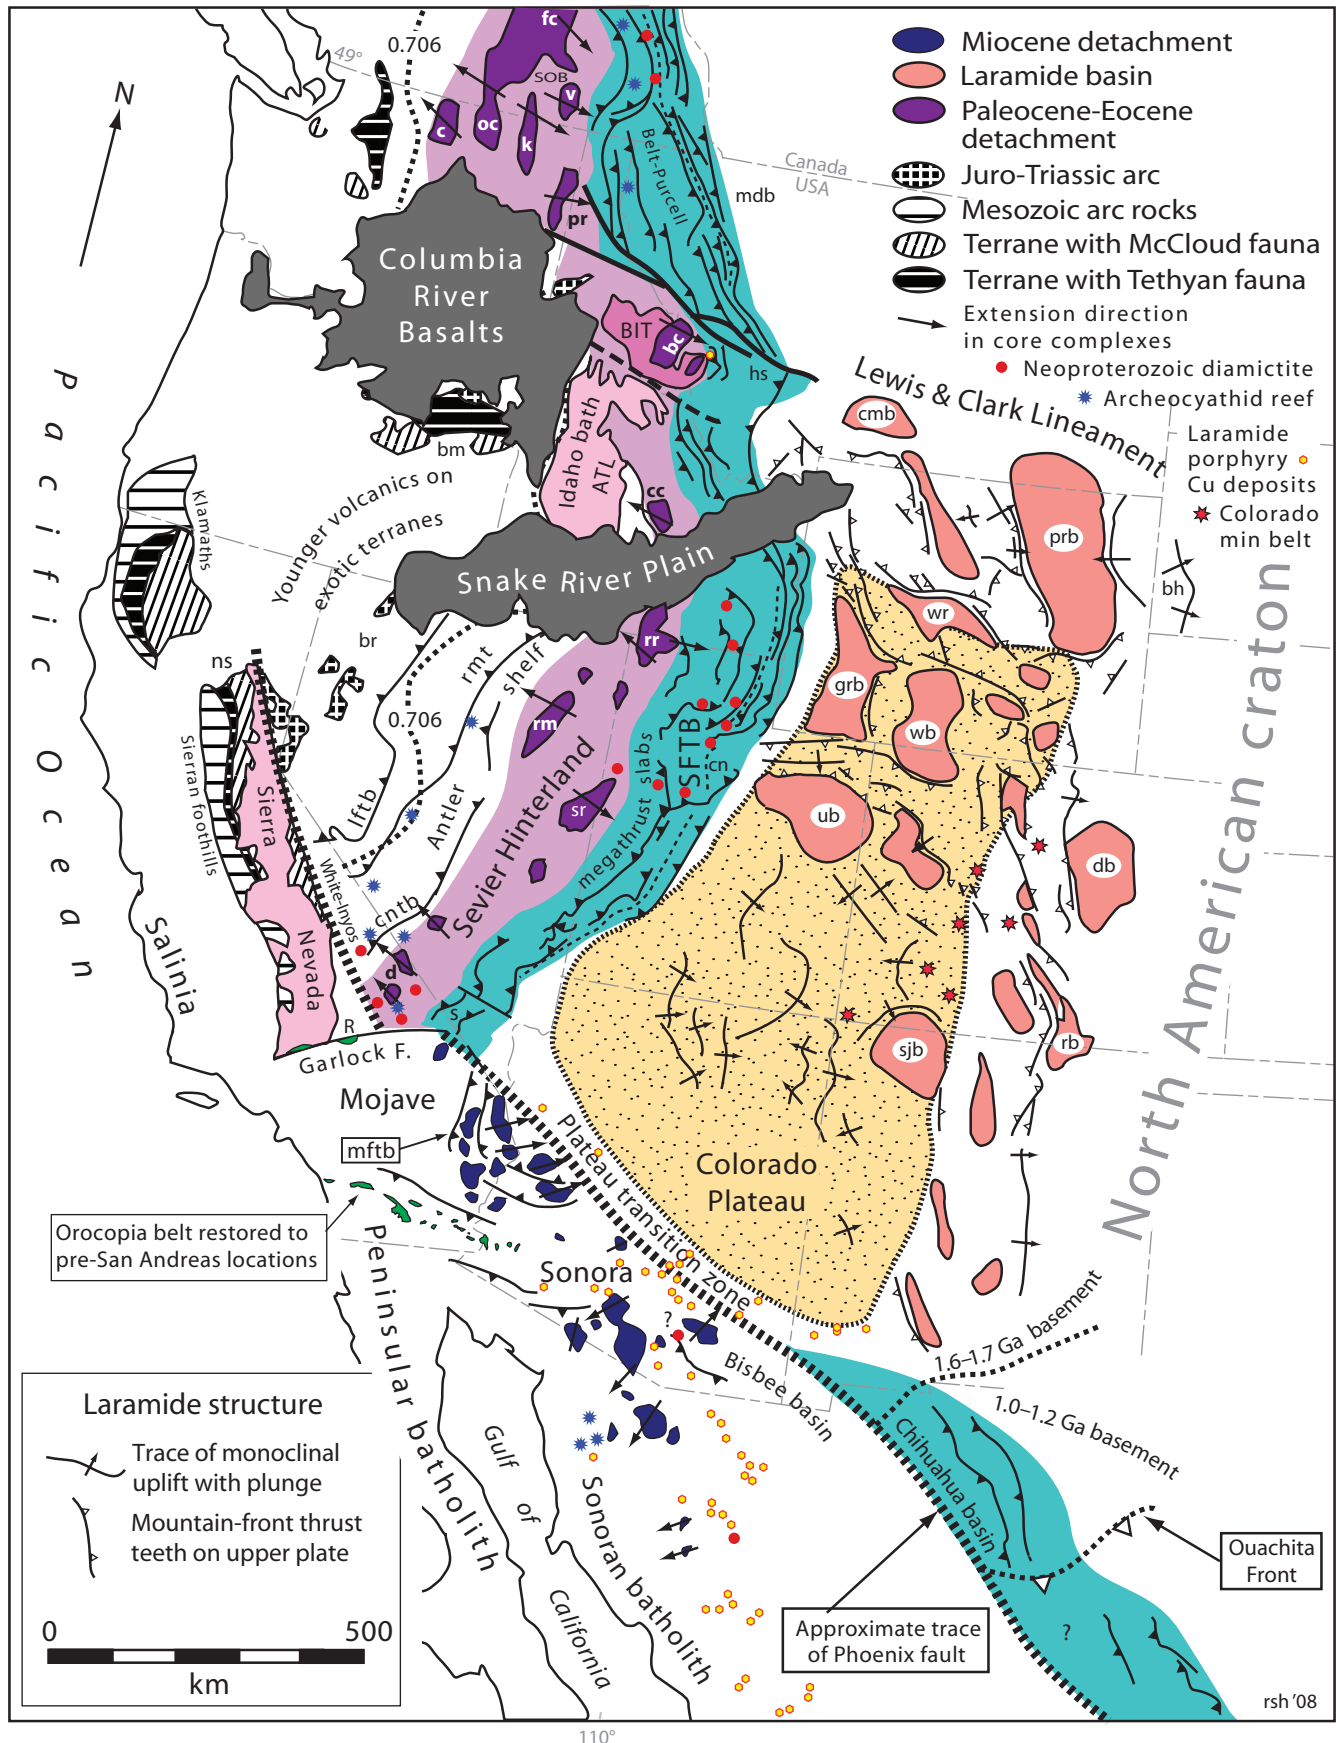 Miocene detachment
Laramide basin
Paleocene-Eocene
detachment
Juro-Triassic arc
Mesozoic arc rocks
Terrane with McCloud fauna
Terrane with Tethyan fauna
Extension direction
in core complexes
Neoproterozoic diamictite
Archeocyathid reef
Laramide
porphyry
Cu deposits
Colorado
min belt
N
49°
0.706
fc
SOB
v
c
oc
k
pr
Belt-Purcell
mdb
Canada
USA
Columbia
River
Basalts
BIT
bc
hs
Lewis & Clark Lineament
cmb
bm
Idaho bath
ATL
cc
Pacific Ocean
Klamaths
Younger volcanics on
exotic terranes
Snake River Plain
prb
bh
wr
grb
wb
ub
db
rb
sjb
br
rmt
shelf
rr
rm
sr
ns
0.706
lftb
Antler
Sevier Hinterland
megathrust slabs
SFTB
cn
Sierran foothills
Sierra
Nevada
White-Inyos
cntb
d
s
Salinia
R
Garlock F.
Mojave
mftb
Orocopia belt restored to
pre-San Andreas locations
Plateau transition zone
Colorado
Plateau
North American craton
Sonora
?
Bisbee basin
Peninsular batholith
Gulf
of
California
Sonoran batholith
1.6–1.7 Ga basement
1.0–1.2 Ga basement
Chihuahua basin
Ouachita
Front
Approximate trace
of Phoenix fault
?
rsh '08
Laramide structure
Trace of monoclinal
uplift with plunge
Mountain-front thrust
teeth on upper plate
0 500
km
110°